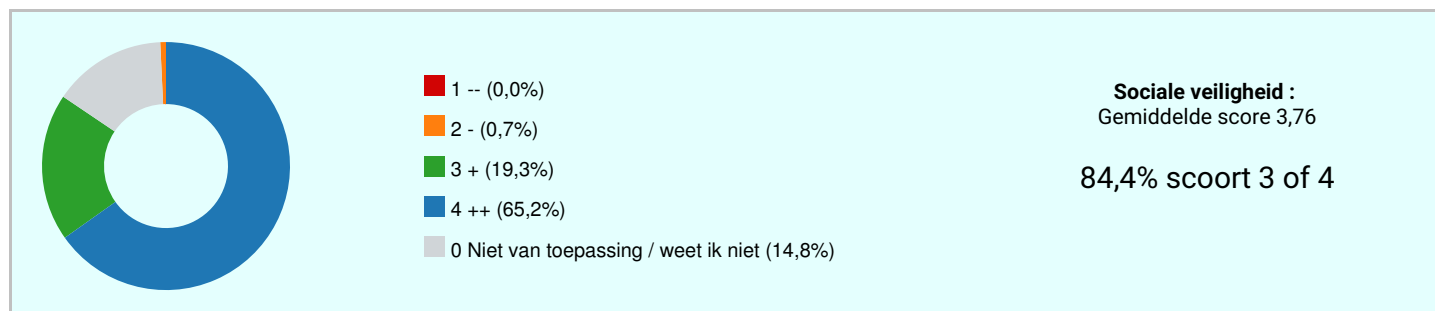 1 -- (0,0%)
2 - (0,7%)
3 + (19,3%)
4 ++ (65,2%)
0 Niet van toepassing / weet ik niet (14,8%)
Sociale veiligheid :
Gemiddelde score 3,76
84,4% scoort 3 of 4